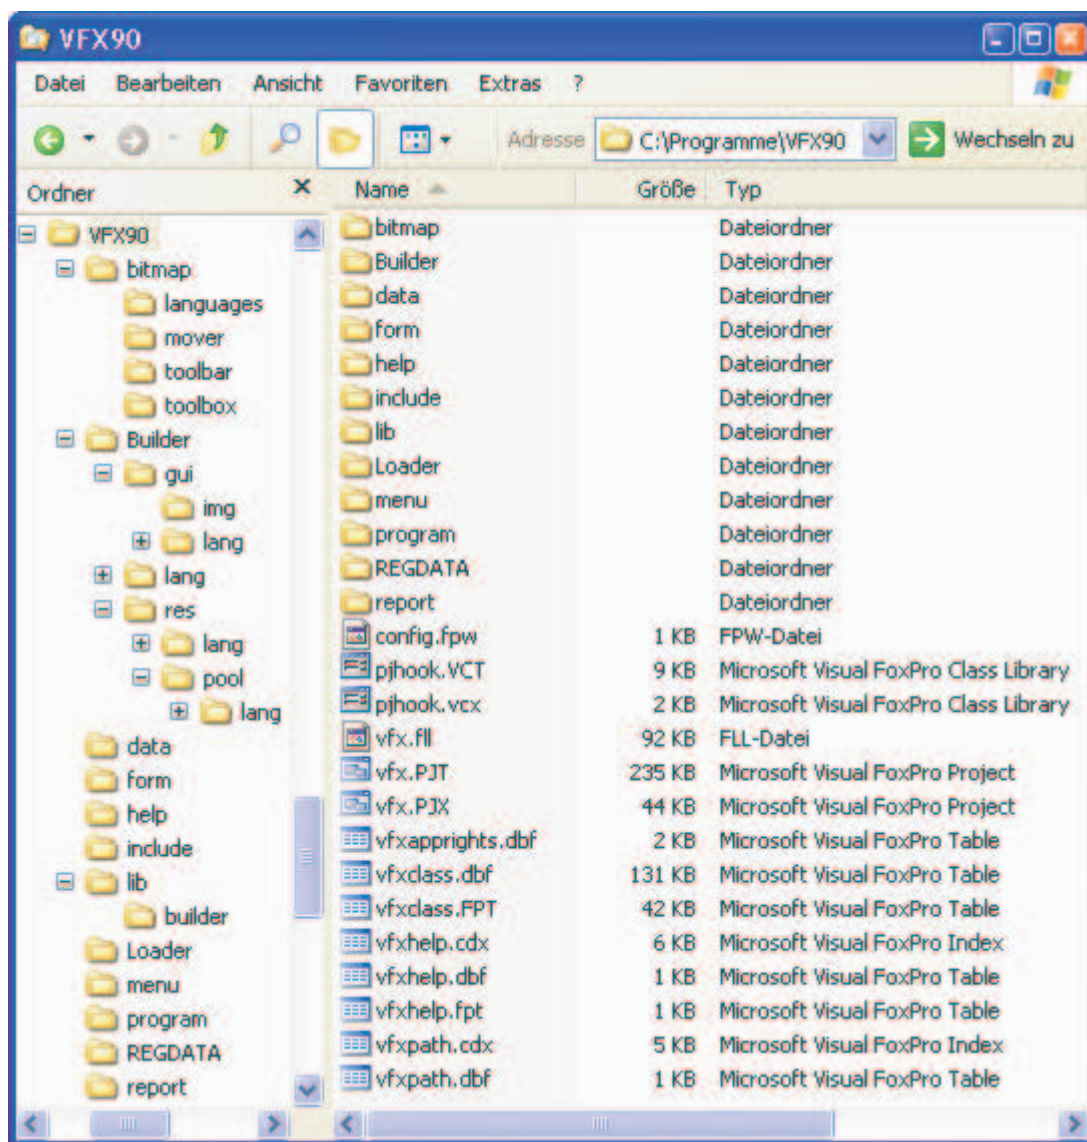 VFX90
Datei Bearbeiten Ansicht Favoriten Extras ?
Adresse C:\Programme\VFX90 Wechseln zu
Ordner
VFX90
bitmap
languages
mover
toolbar
toolbox
Builder
gui
img
lang
lang
res
lang
pool
lang
data
form
help
include
lib
builder
Loader
menu
program
REGDATA
report
Name Größe Typ
bitmap Dateiordner
Builder Dateiordner
data Dateiordner
form Dateiordner
help Dateiordner
include Dateiordner
lib Dateiordner
Loader Dateiordner
menu Dateiordner
program Dateiordner
REGDATA Dateiordner
report Dateiordner
config.fpw 1 KB FPW-Datei
pjhook.VCT 9 KB Microsoft Visual FoxPro Class Library
pjhook.vcx 2 KB Microsoft Visual FoxPro Class Library
vfx.fll 92 KB FLL-Datei
vfx.PJT 235 KB Microsoft Visual FoxPro Project
vfx.PJX 44 KB Microsoft Visual FoxPro Project
vfxapprights.dbf 2 KB Microsoft Visual FoxPro Table
vfxclass.dbf 131 KB Microsoft Visual FoxPro Table
vfxclass.FPT 42 KB Microsoft Visual FoxPro Table
vfxhelp.cdx 6 KB Microsoft Visual FoxPro Index
vfxhelp.dbf 1 KB Microsoft Visual FoxPro Table
vfxhelp.fpt 1 KB Microsoft Visual FoxPro Table
vfxpath.cdx 5 KB Microsoft Visual FoxPro Index
vfxpath.dbf 1 KB Microsoft Visual FoxPro Table